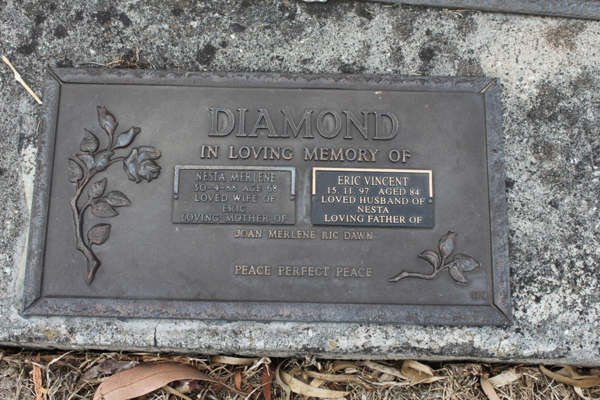 DIAMOND
IN LOVING MEMORY OF
NESTA MERLENE
30-4-88 AGE 68
LOVED WIFE OF
ERIC
LOVING MOTHER OF
ERIC VINCENT
15.11.97 AGED 84
LOVED HUSBAND OF
NESTA
LOVING FATHER OF
JOAN MERLENE RIC DAWN
PEACE PERFECT PEACE